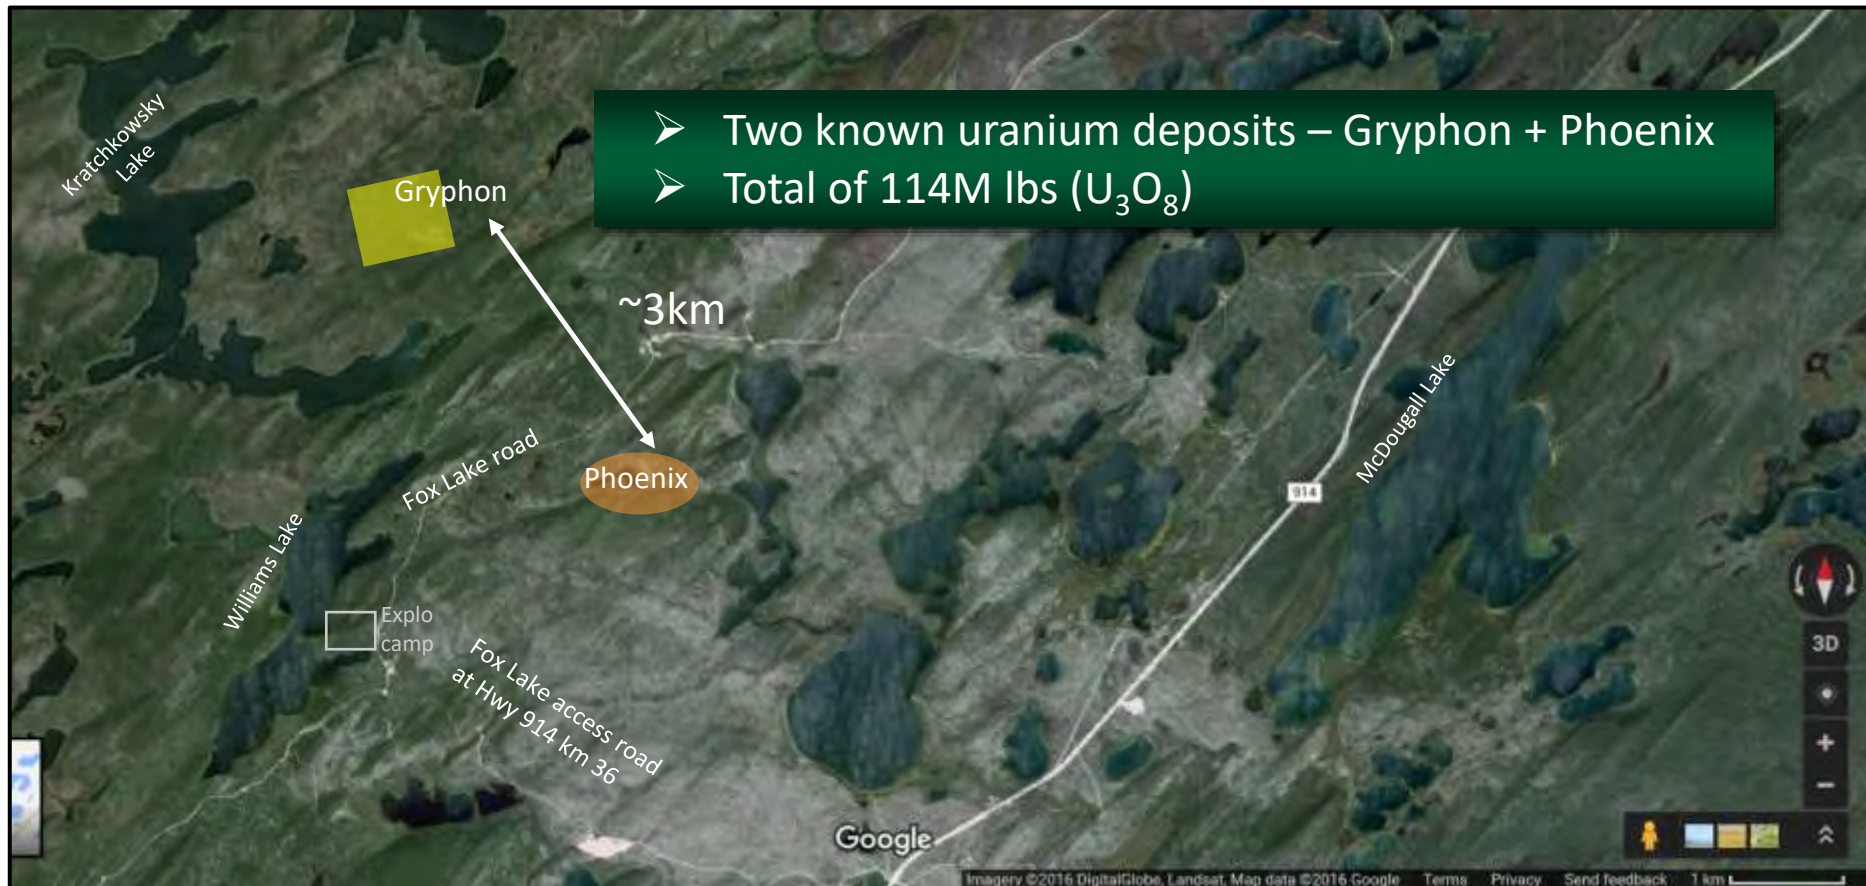 ➢ Two known uranium deposits – Gryphon + Phoenix
➢ Total of 114M lbs (U₃O₈)
Kratchkowsky
Lake
Gryphon
~3km
McDougall Lake
Fox Lake road
Phoenix
914
Williams Lake
Explo
camp
Fox Lake access road
at Hwy 914 km 36
3D
Google
Imagery ©2016 DigitalGlobe, Landsat, Map data ©2016 Google Terms Privacy Send feedback 1 km